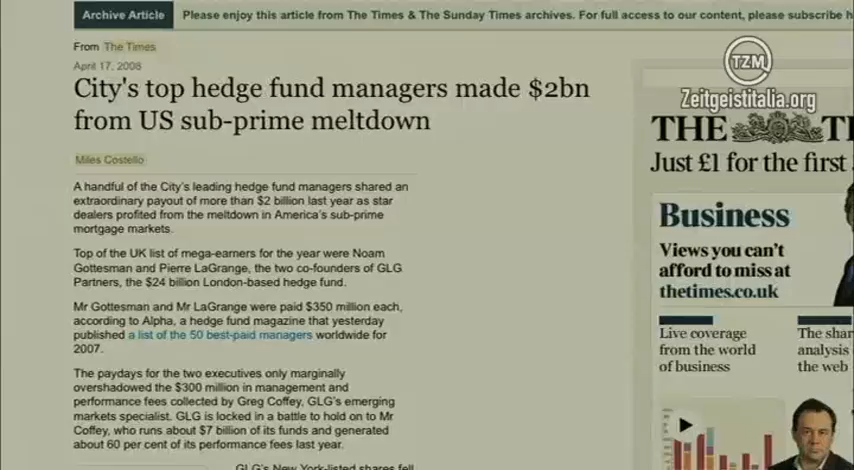 Archive Article
Please enjoy this article from The Times & The Sunday Times archives. For full access to our content, please subscribe h
From The Times
April 17, 2008
City's top hedge fund managers made $2bn
from US sub-prime meltdown
Miles Costello
A handful of the City's leading hedge fund managers shared an
extraordinary payout of more than $2 billion last year as star
dealers profited from the meltdown in America's sub-prime
mortgage markets.
Top of the UK list of mega-earners for the year were Noam
Gottesman and Pierre LaGrange, the two co-founders of GLG
Partners, the $24 billion London-based hedge fund.
Mr Gottesman and Mr LaGrange were paid $350 million each,
according to Alpha, a hedge fund magazine that yesterday
published a list of the 50 best-paid managers worldwide for
2007.
The paydays for the two executives only marginally
overshadowed the $300 million in management and
performance fees collected by Greg Coffey, GLG's emerging
markets specialist. GLG is locked in a battle to hold on to Mr
Coffey, who runs about $7 billion of its funds and generated
about 60 per cent of its performance fees last year.
GLG's New York-listed shares fell
TZM
Zeitgeistitalia.org
THE TI
Just £1 for the first
Business
Views you can't
afford to miss at
thetimes.co.uk
Live coverage
from the world
of business
The shar
analysis
the web